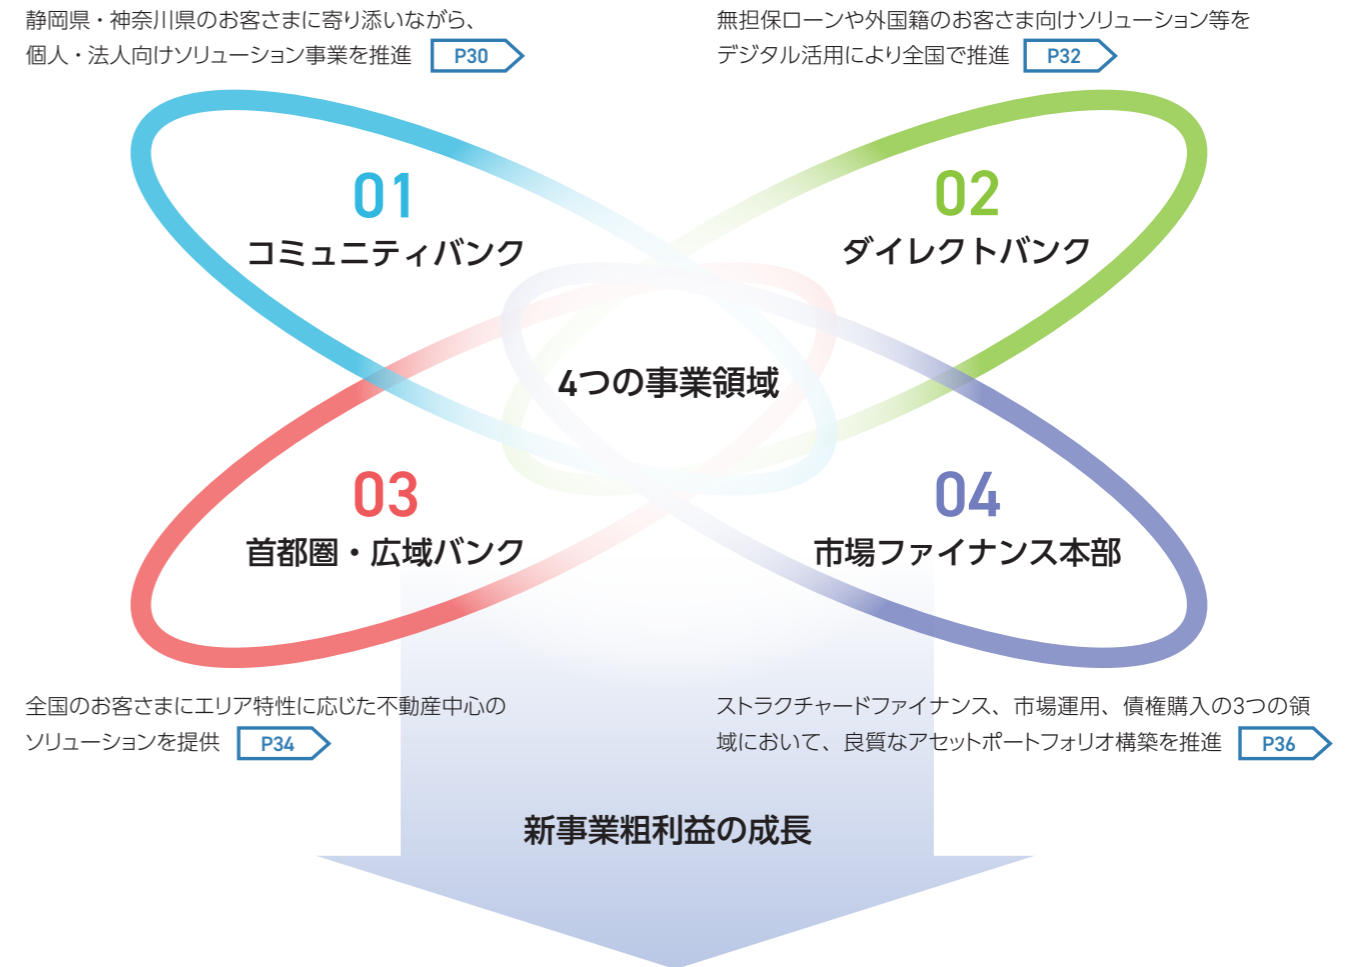 静岡県・神奈川県のお客さまに寄り添いながら、
個人・法人向けソリューション事業を推進 P30
無担保ローンや外国籍のお客さま向けソリューション等を
デジタル活用により全国で推進 P32
01
コミュニティバンク
02
ダイレクトバンク
4つの事業領域
03
首都圏・広域バンク
04
市場ファイナンス本部
全国のお客さまにエリア特性に応じた不動産中心の
ソリューションを提供 P34
ストラクチャードファイナンス、市場運用、債権購入の3つの領
域において、良質なアセットポートフォリオ構築を推進 P36
新事業粗利益の成長